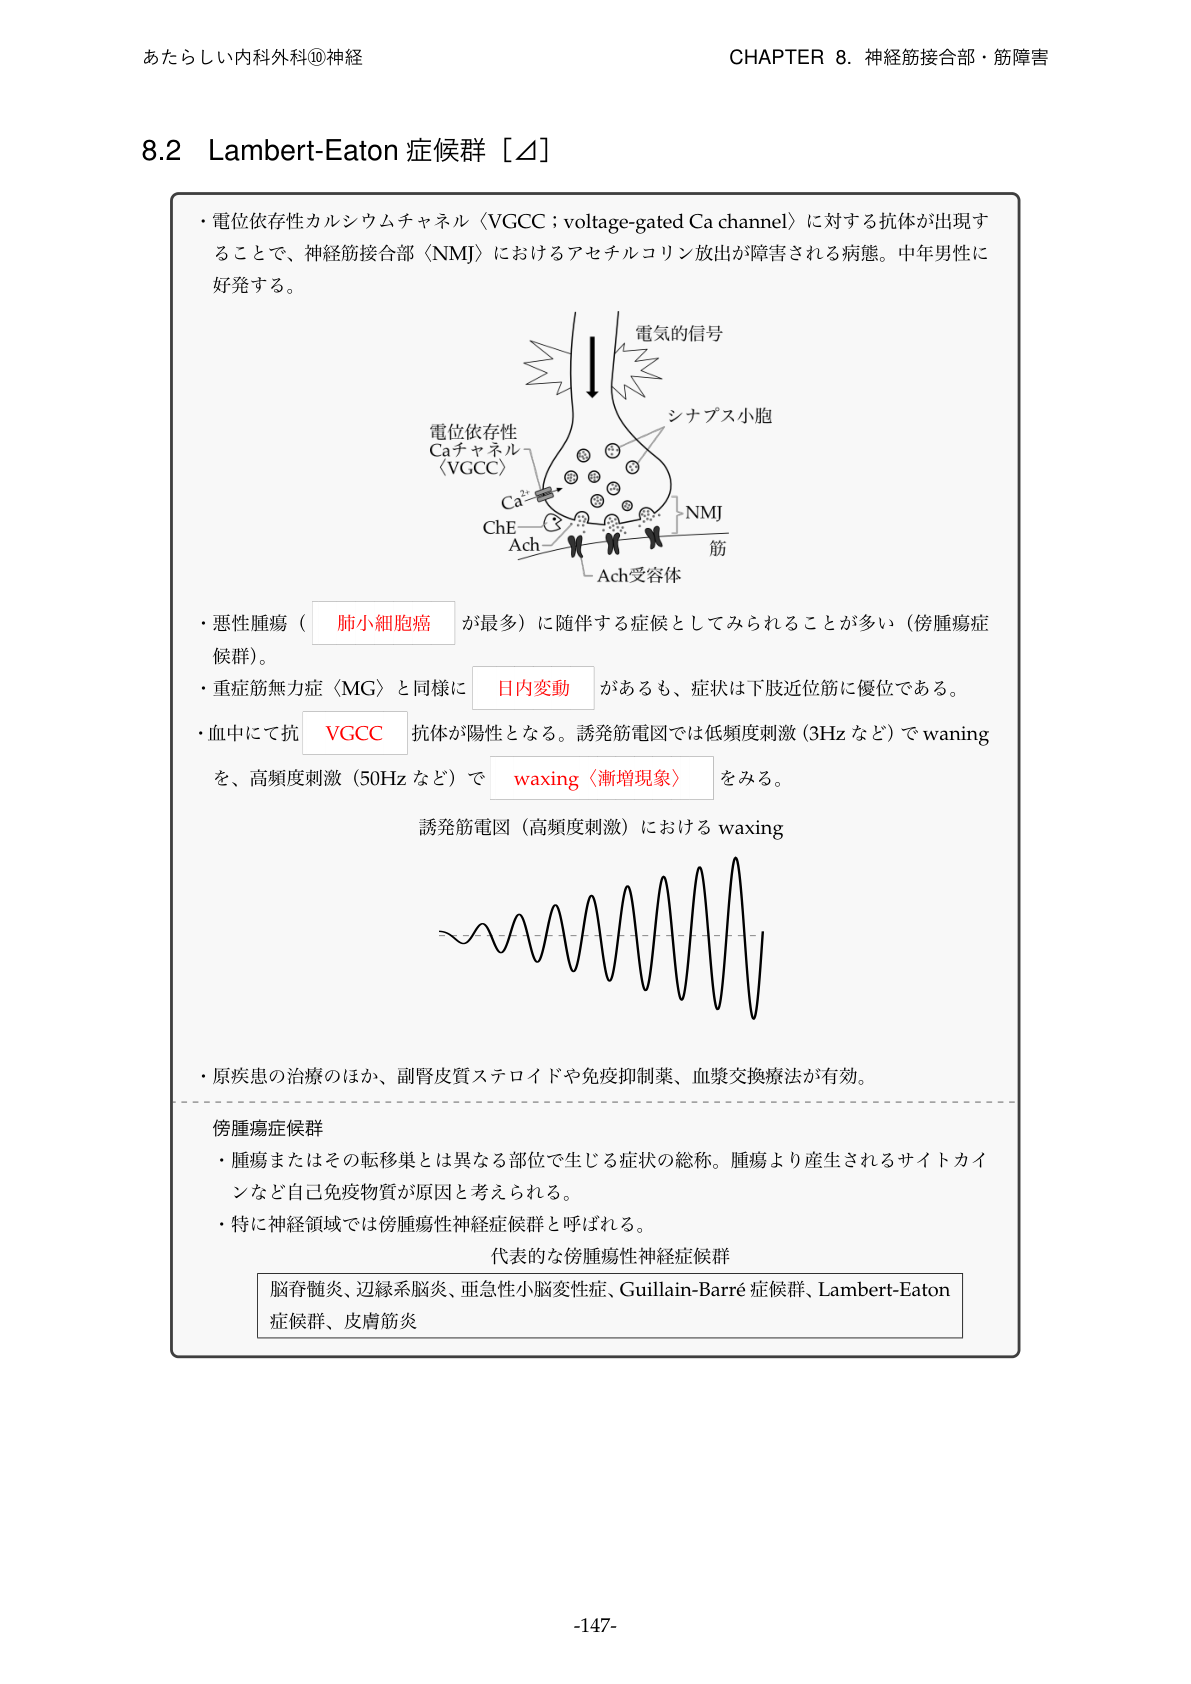 あたらしい内科外科⑩神経
CHAPTER 8. 神経筋接合部・筋障害
8.2 Lambert-Eaton 症候群［⊿］
・電位依存性カルシウムチャネル〈VGCC；voltage-gated Ca channel〉に対する抗体が出現す
ることで、神経筋接合部〈NMJ〉におけるアセチルコリン放出が障害される病態。中年男性に
好発する。
電気的信号
シナプス小胞
電位依存性
Caチャネル
〈VGCC〉
Ca²⁺
ChE
Ach
NMJ
筋
Ach受容体
・悪性腫瘍（ 肺小細胞癌 が最多）に随伴する症候としてみられることが多い（傍腫瘍症
候群）。
・重症筋無力症〈MG〉と同様に 日内変動 があるも、症状は下肢近位筋に優位である。
・血中にて抗 VGCC 抗体が陽性となる。誘発筋電図では低頻度刺激（3Hz など）で waning
を、高頻度刺激（50Hz など）で waxing〈漸増現象〉 をみる。
誘発筋電図（高頻度刺激）における waxing
・原疾患の治療のほか、副腎皮質ステロイドや免疫抑制薬、血漿交換療法が有効。
傍腫瘍症候群
・腫瘍またはその転移巣とは異なる部位で生じる症状の総称。腫瘍より産生されるサイトカイ
ンなど自己免疫物質が原因と考えられる。
・特に神経領域では傍腫瘍性神経症候群と呼ばれる。
代表的な傍腫瘍性神経症候群
脳脊髄炎、辺縁系脳炎、亜急性小脳変性症、Guillain-Barré 症候群、Lambert-Eaton
症候群、皮膚筋炎
-147-